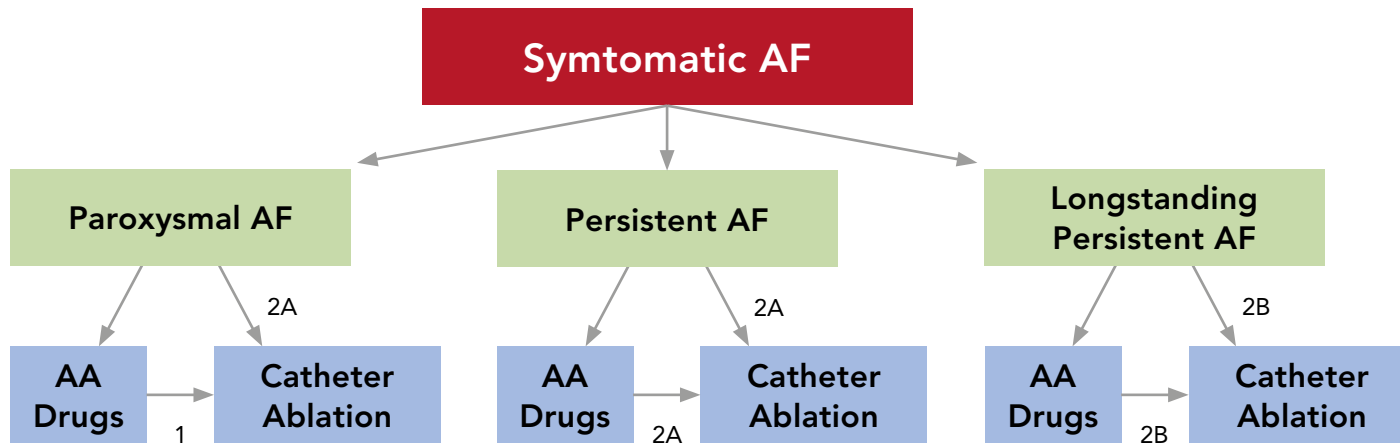 Symtomatic AF
Paroxysmal AF
Persistent AF
Longstanding
Persistent AF
2A
2A
2B
AA
Drugs
Catheter
Ablation
AA
Drugs
Catheter
Ablation
AA
Drugs
Catheter
Ablation
1
2A
2B